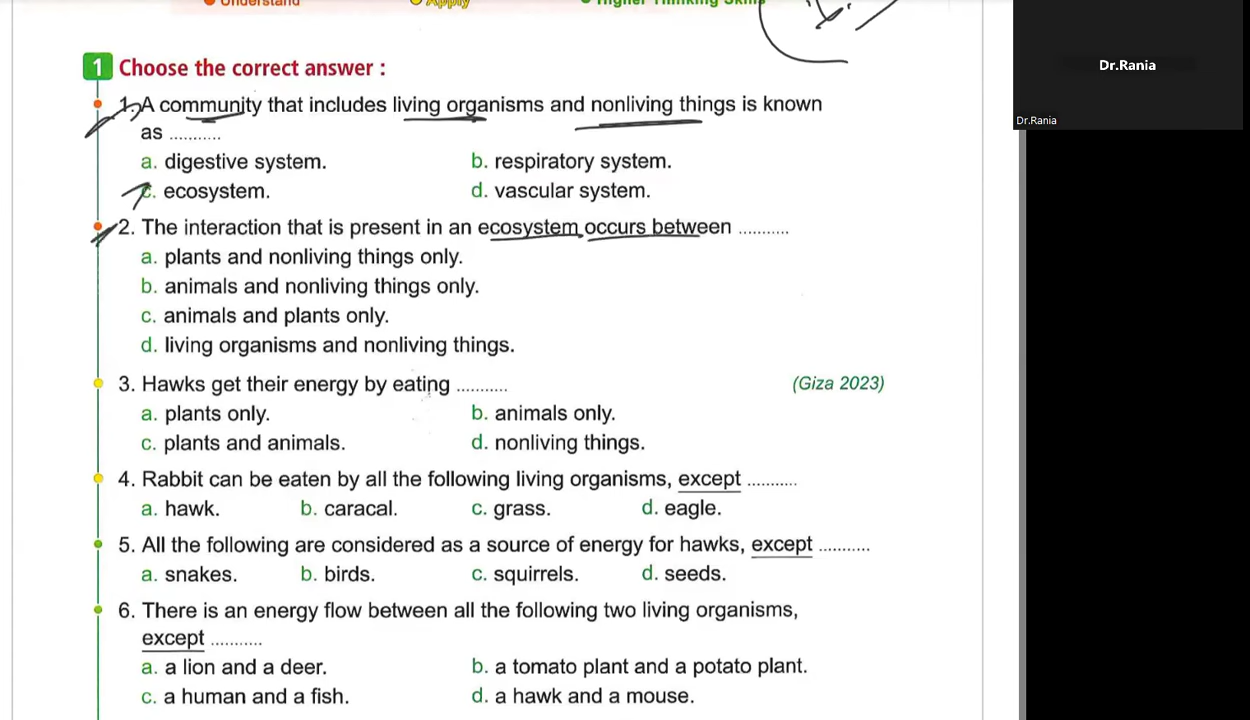 Understand Apply Higher Thinking Skills
1 Choose the correct answer :
1. A community that includes living organisms and nonliving things is known
as ...........
a. digestive system. b. respiratory system.
c. ecosystem. d. vascular system.
2. The interaction that is present in an ecosystem occurs between ...........
a. plants and nonliving things only.
b. animals and nonliving things only.
c. animals and plants only.
d. living organisms and nonliving things.
3. Hawks get their energy by eating ........... (Giza 2023)
a. plants only. b. animals only.
c. plants and animals. d. nonliving things.
4. Rabbit can be eaten by all the following living organisms, except ...........
a. hawk. b. caracal. c. grass. d. eagle.
5. All the following are considered as a source of energy for hawks, except ...........
a. snakes. b. birds. c. squirrels. d. seeds.
6. There is an energy flow between all the following two living organisms,
except ...........
a. a lion and a deer. b. a tomato plant and a potato plant.
c. a human and a fish. d. a hawk and a mouse.
Dr.Rania
Dr.Rania